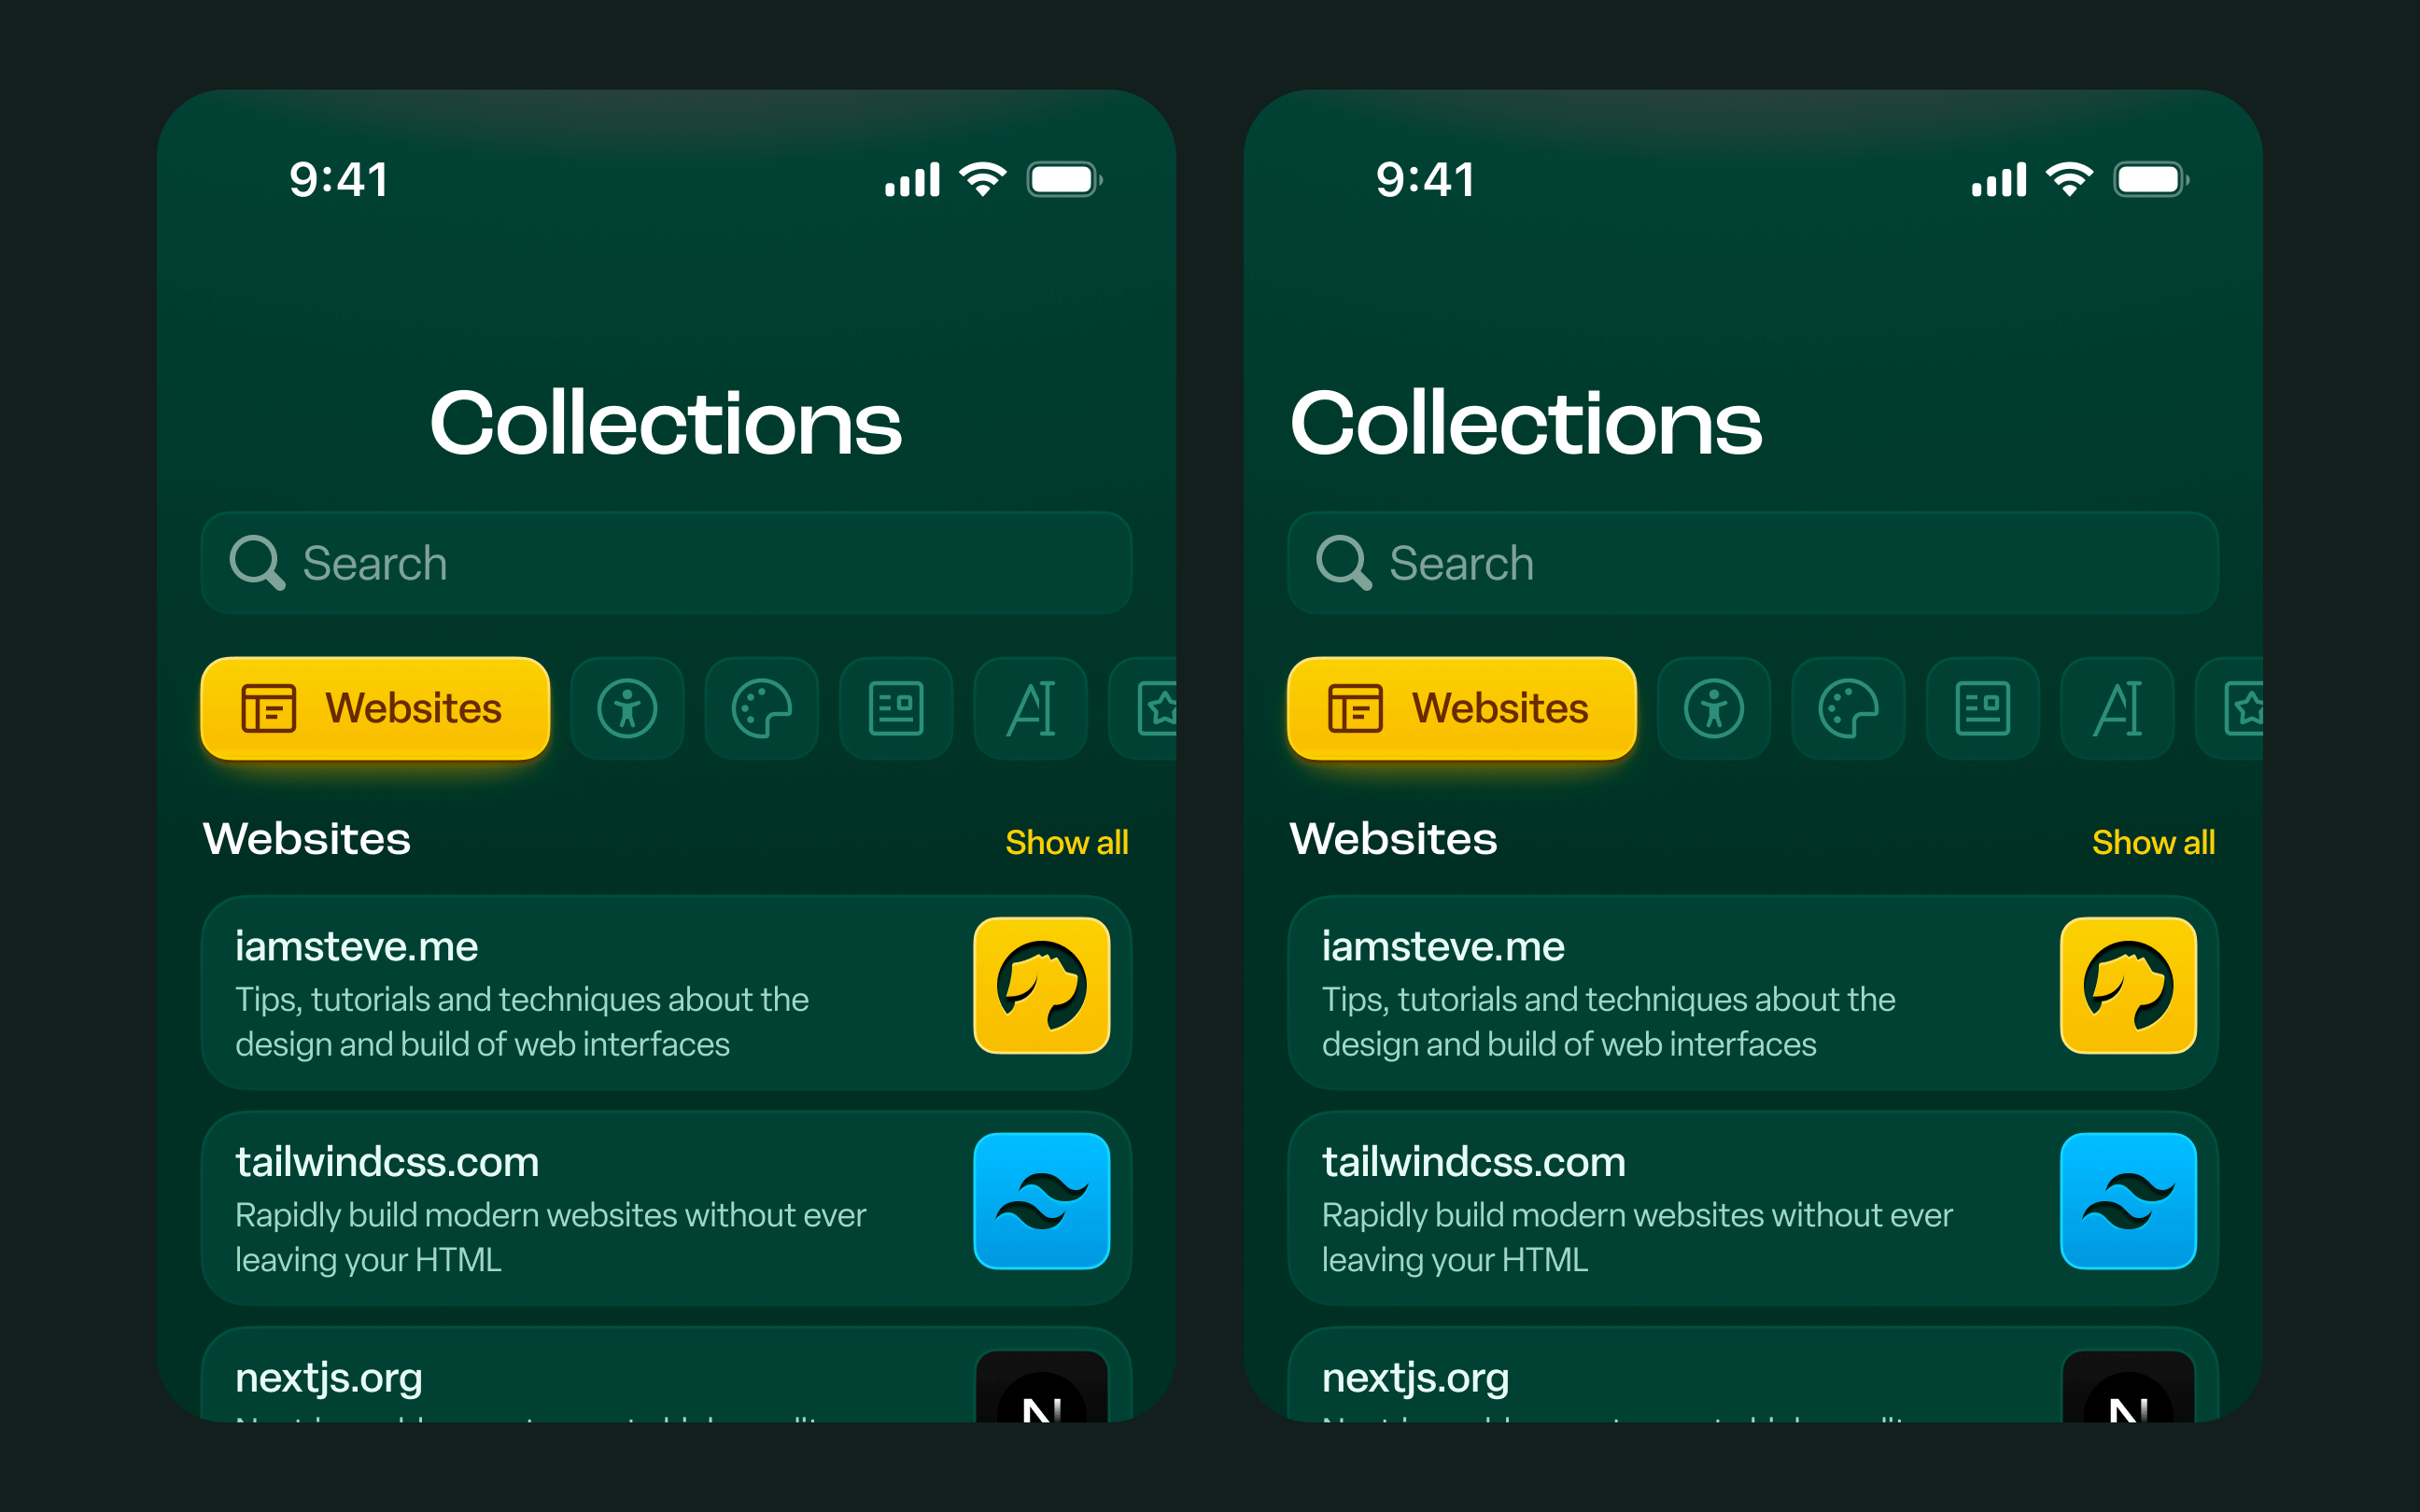 9:41
Collections
Search
Websites
Websites
Show all
iamsteve.me
Tips, tutorials and techniques about the
design and build of web interfaces
tailwindcss.com
Rapidly build modern websites without ever
leaving your HTML
nextjs.org
N
9:41
Collections
Search
Websites
Websites
Show all
iamsteve.me
Tips, tutorials and techniques about the
design and build of web interfaces
tailwindcss.com
Rapidly build modern websites without ever
leaving your HTML
nextjs.org
N